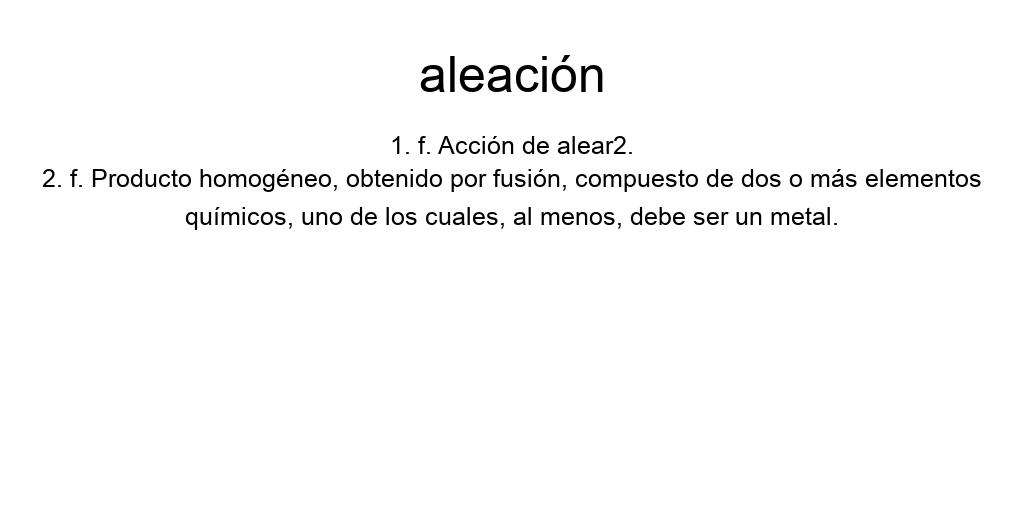 aleación
1. f. Acción de alear2.
2. f. Producto homogéneo, obtenido por fusión, compuesto de dos o más elementos
químicos, uno de los cuales, al menos, debe ser un metal.